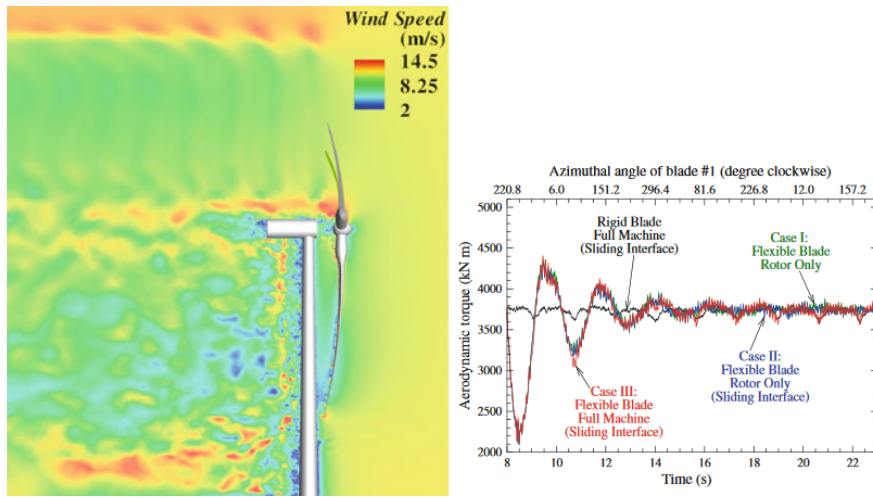 Wind Speed
(m/s)
14.5
8.25
2
Azimuthal angle of blade #1 (degree clockwise)
220.8 6.0 151.2 296.4 81.6 226.8 12.0 157.2
5000
4500
4000
3500
3000
2500
2000
Aerodynamic torque (kN m)
Rigid Blade
Full Machine
(Sliding Interface)
Case I:
Flexible Blade
Rotor Only
Case II:
Flexible Blade
Rotor Only
(Sliding Interface)
Case III:
Flexible Blade
Full Machine
(Sliding Interface)
8 10 12 14 16 18 20 22
Time (s)